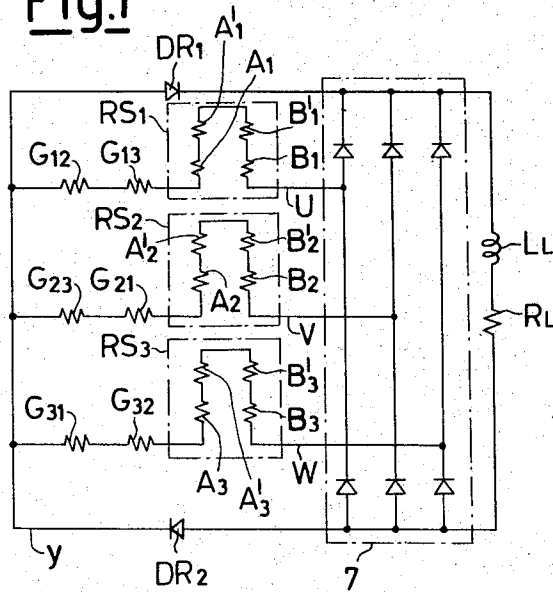 Fig.1
A'1
DR1
A1
RS1
B'1
G12
G13
B1
U
RS2
B'2
A'2
G23
G21
A2
B2
LL
RL
V
RS3
B'3
G31
G32
B3
W
A3
A'3
y
DR2
7